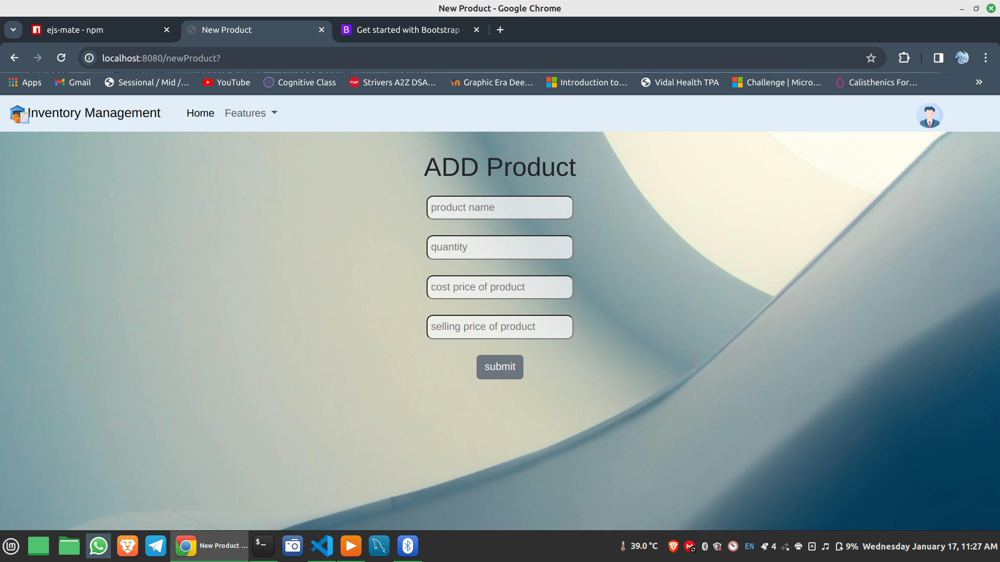 New Product - Google Chrome
ejs-mate - npm
New Product
Get started with Bootstrap
localhost:8080/newProduct?
Apps
Gmail
Sessional / Mid /...
YouTube
Cognitive Class
TUF
Strivers A2Z DSA...
Graphic Era Dee...
Introduction to...
Vidal Health TPA
Challenge | Micro...
Calisthenics For...
Inventory Management
Home
Features
ADD Product
product name
quantity
cost price of product
selling price of product
submit
New Product ...
39.0 °C
EN
4
9%
Wednesday January 17, 11:27 AM